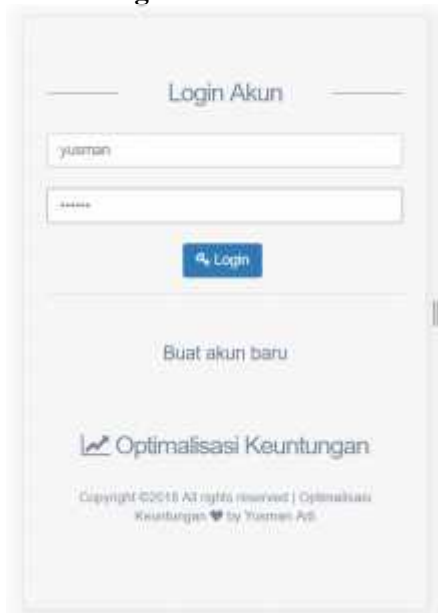 Login Akun
yusman
••••••
Login
Buat akun baru
Optimalisasi Keuntungan
Copyright ©2018 All rights reserved | Optimalisasi
Keuntungan ❤ by Yusman Adi